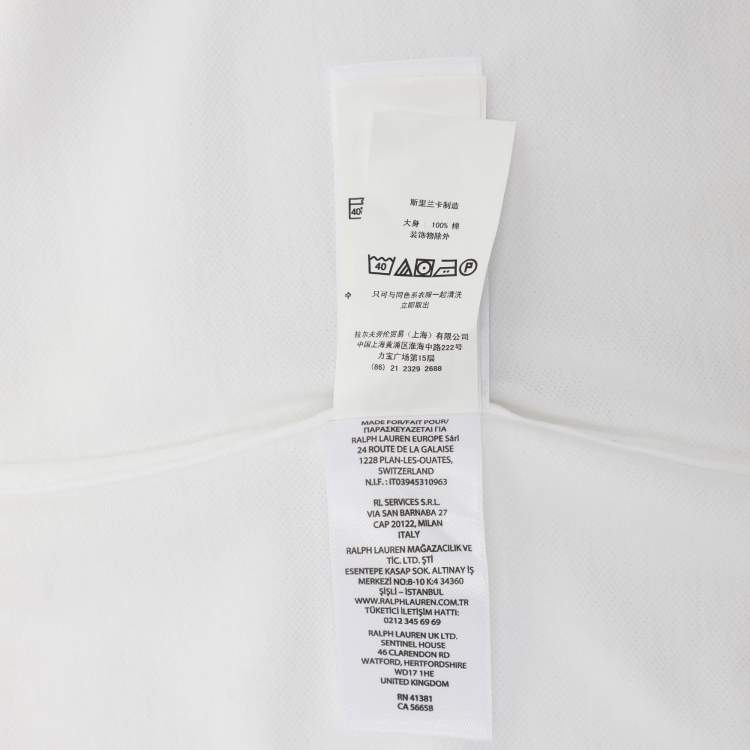 斯里兰卡制造
大身 100% 棉
装饰物除外
40
40
只可与同色系衣服一起清洗
立即取出
拉尔夫劳伦贸易（上海）有限公司
中国上海黄浦区淮海中路222号
力宝广场第15层
(86) 21 2329 2688
MADE FOR/FAIT POUR/
ΠΑΡΑΣΚΕΥΑΖΕΤΑΙ ΓΙΑ
RALPH LAUREN EUROPE Sárl
24 ROUTE DE LA GALAISE
1228 PLAN-LES-OUATES,
SWITZERLAND
N.I.F. : IT03945310963
RL SERVICES S.R.L.
VIA SAN BARNABA 27
CAP 20122, MILAN
ITALY
RALPH LAUREN MAĞAZACILIK VE
TİC. LTD. ŞTİ
ESENTEPE KASAP SOK. ALTINAY İŞ
MERKEZİ NO:8-10 K:4 34360
ŞİŞLİ – İSTANBUL
WWW.RALPHLAUREN.COM.TR
TÜKETİCİ İLETİŞİM HATTI:
0212 345 69 69
RALPH LAUREN UK LTD.
SENTINEL HOUSE
46 CLARENDON RD
WATFORD, HERTFORDSHIRE
WD17 1HE
UNITED KINGDOM
RN 41381
CA 56658